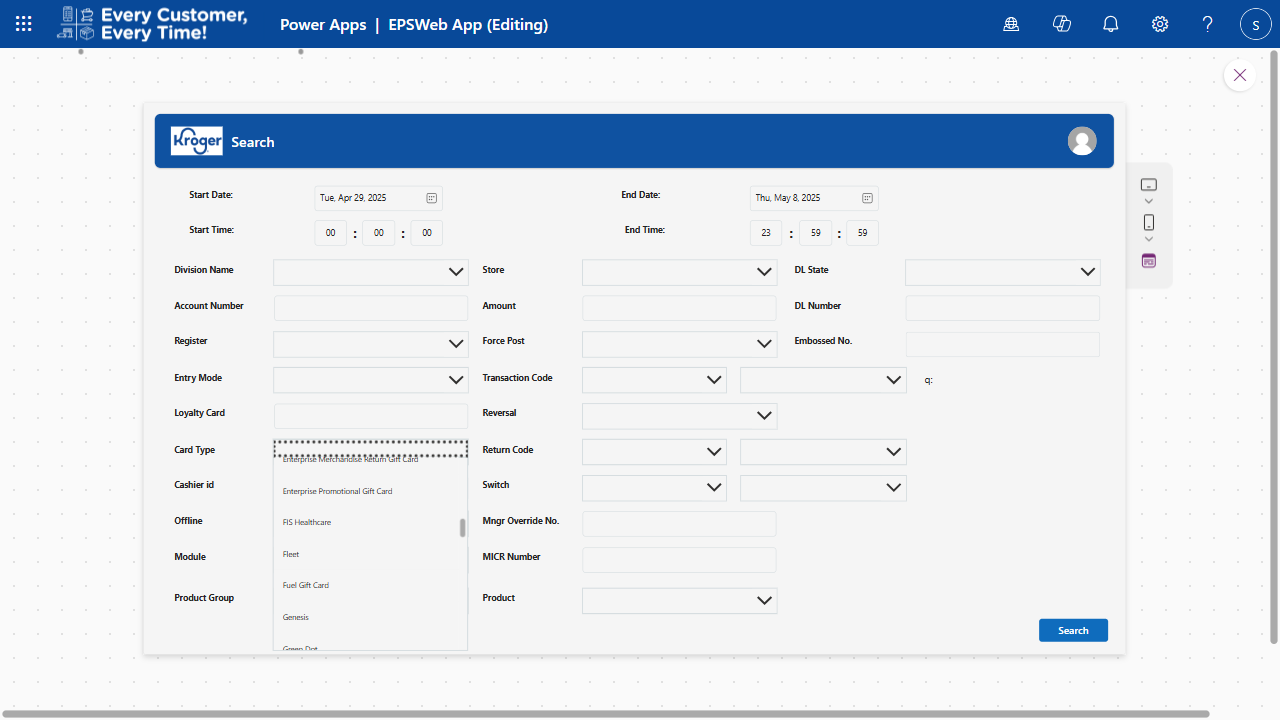 Every Customer,
Every Time!
Power Apps | EPSWeb App (Editing)
?
S
Kroger
Search
Start Date:
Tue, Apr 29, 2025
End Date:
Thu, May 8, 2025
Start Time:
00 : 00 : 00
End Time:
23 : 59 : 59
Division Name
Store
DL State
Account Number
Amount
DL Number
Register
Force Post
Embossed No.
Entry Mode
Transaction Code
q:
Loyalty Card
Reversal
Card Type
Enterprise Merchandise Return Gift Card
Return Code
Cashier id
Enterprise Promotional Gift Card
Switch
Offline
FIS Healthcare
Mngr Override No.
Module
Fleet
MICR Number
Fuel Gift Card
Product Group
Product
Genesis
Search
Green Dot